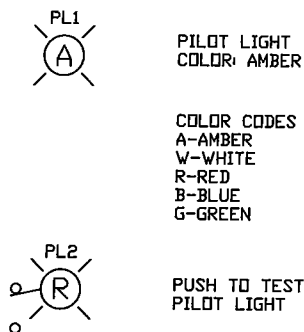 PL1
A
PILOT LIGHT
COLOR: AMBER
COLOR CODES
A-AMBER
W-WHITE
R-RED
B-BLUE
G-GREEN
PL2
R
PUSH TO TEST
PILOT LIGHT